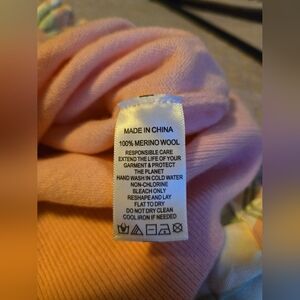 MADE IN CHINA
100% MERINO WOOL
RESPONSIBLE CARE
EXTEND THE LIFE OF YOUR
GARMENT & PROTECT
THE PLANET
HAND WASH IN COLD WATER
NON-CHLORINE
BLEACH ONLY
RESHAPE AND LAY
FLAT TO DRY
DO NOT DRY CLEAN
COOL IRON IF NEEDED